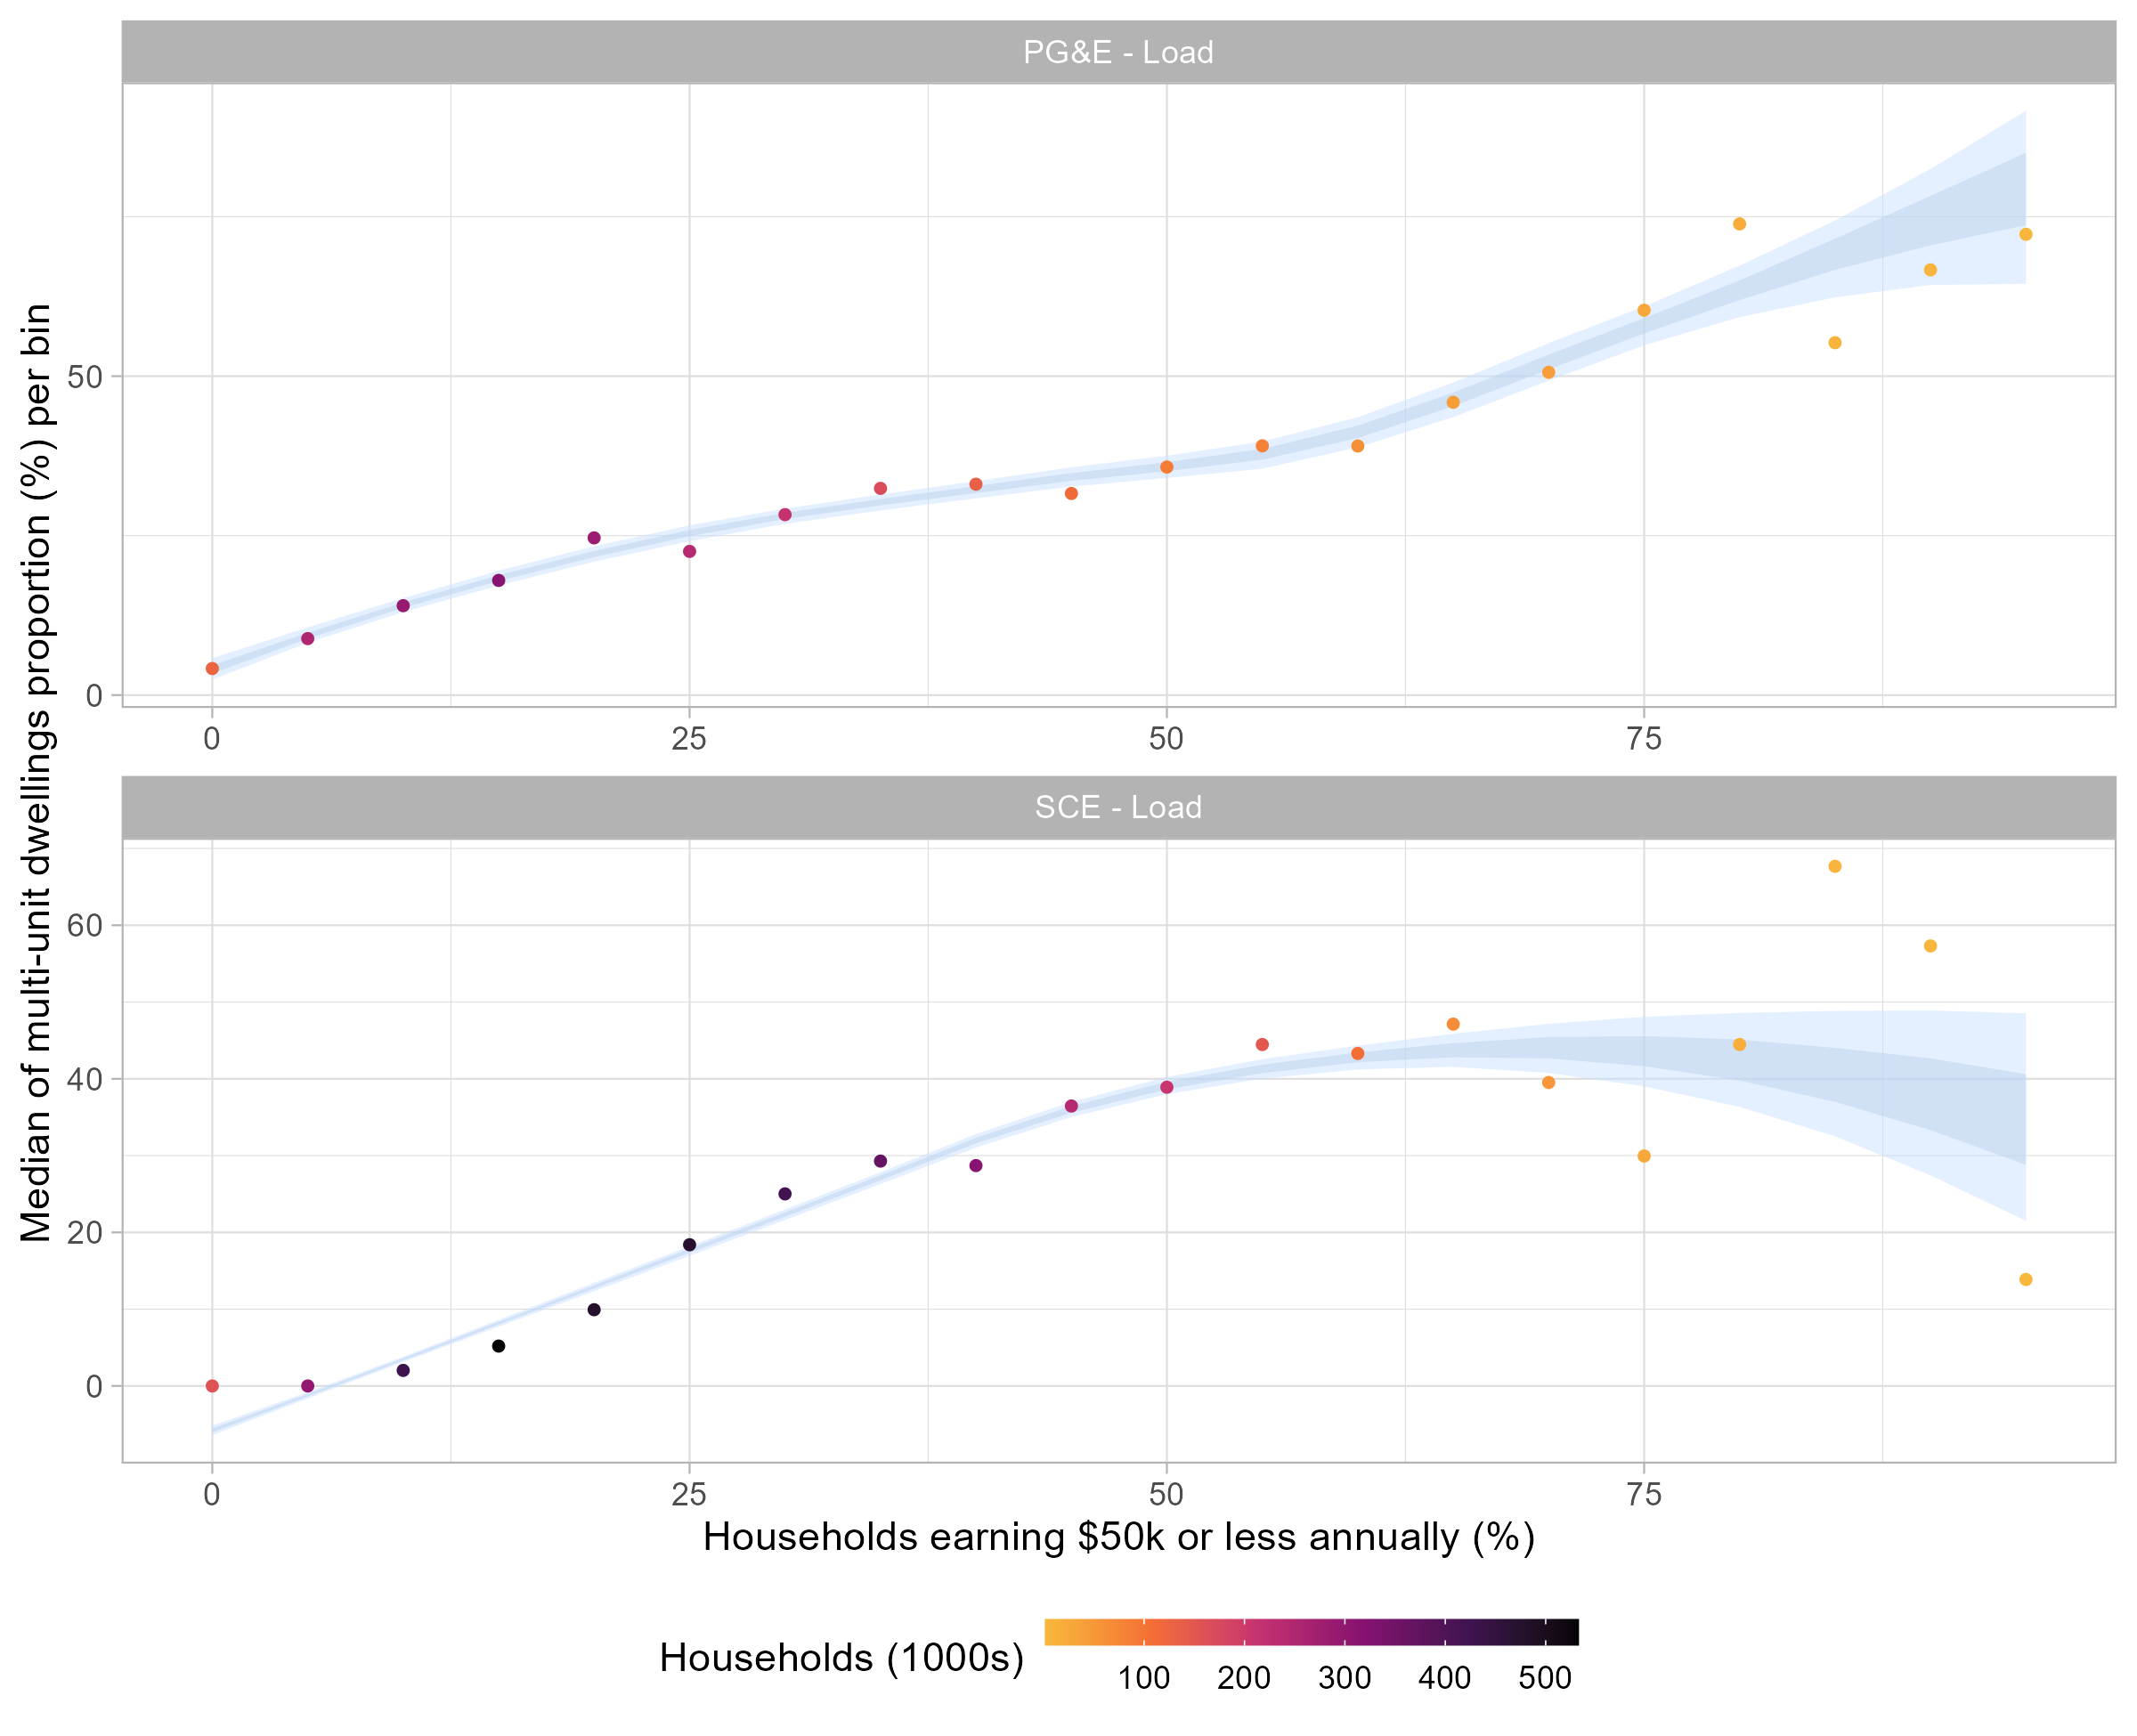 PG&E - Load
50
0
0 25 50 75
Median of multi-unit dwellings proportion (%) per bin
SCE - Load
60
40
20
0
0 25 50 75
Households earning $50k or less annually (%)
Households (1000s)
100 200 300 400 500